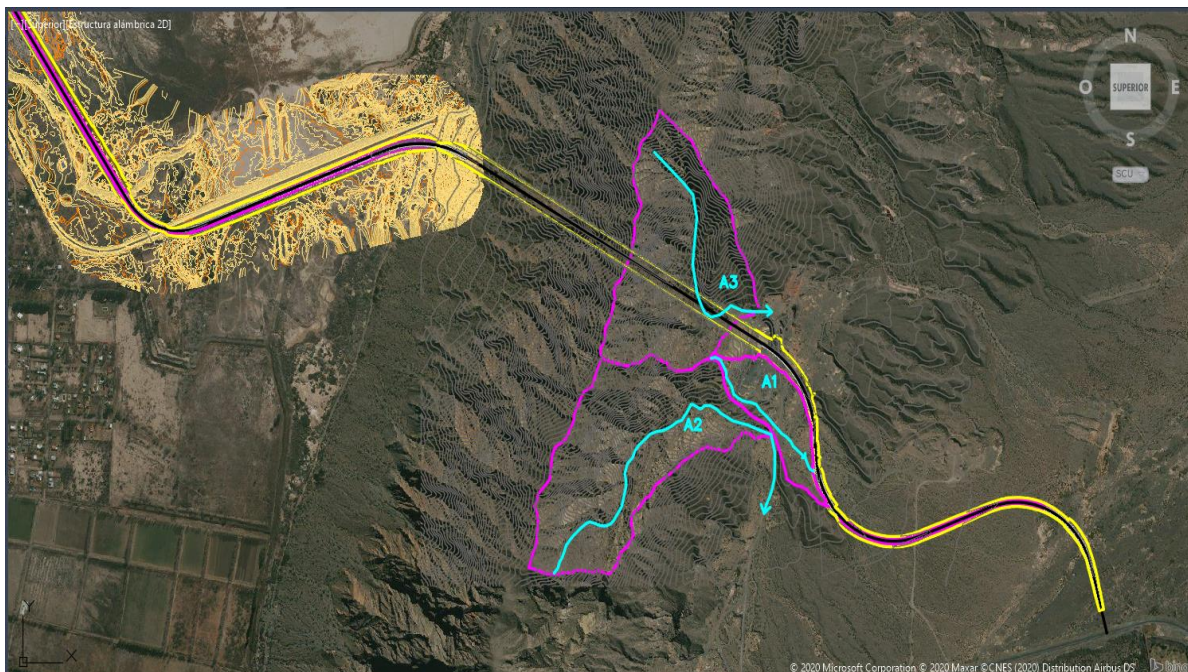 [-][Superior][Estructura alámbrica 2D]
N
O
SUPERIOR
E
S
SCU
A3
A1
A2
Y
X
© 2020 Microsoft Corporation © 2020 Maxar ©CNES (2020) Distribution Airbus DS